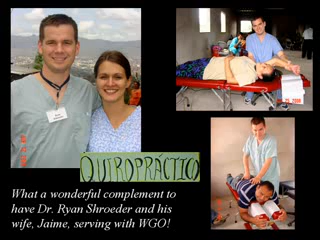 QUIROPRÁCTICO
What a wonderful complement to
have Dr. Ryan Shroeder and his
wife, Jaime, serving with WGO!